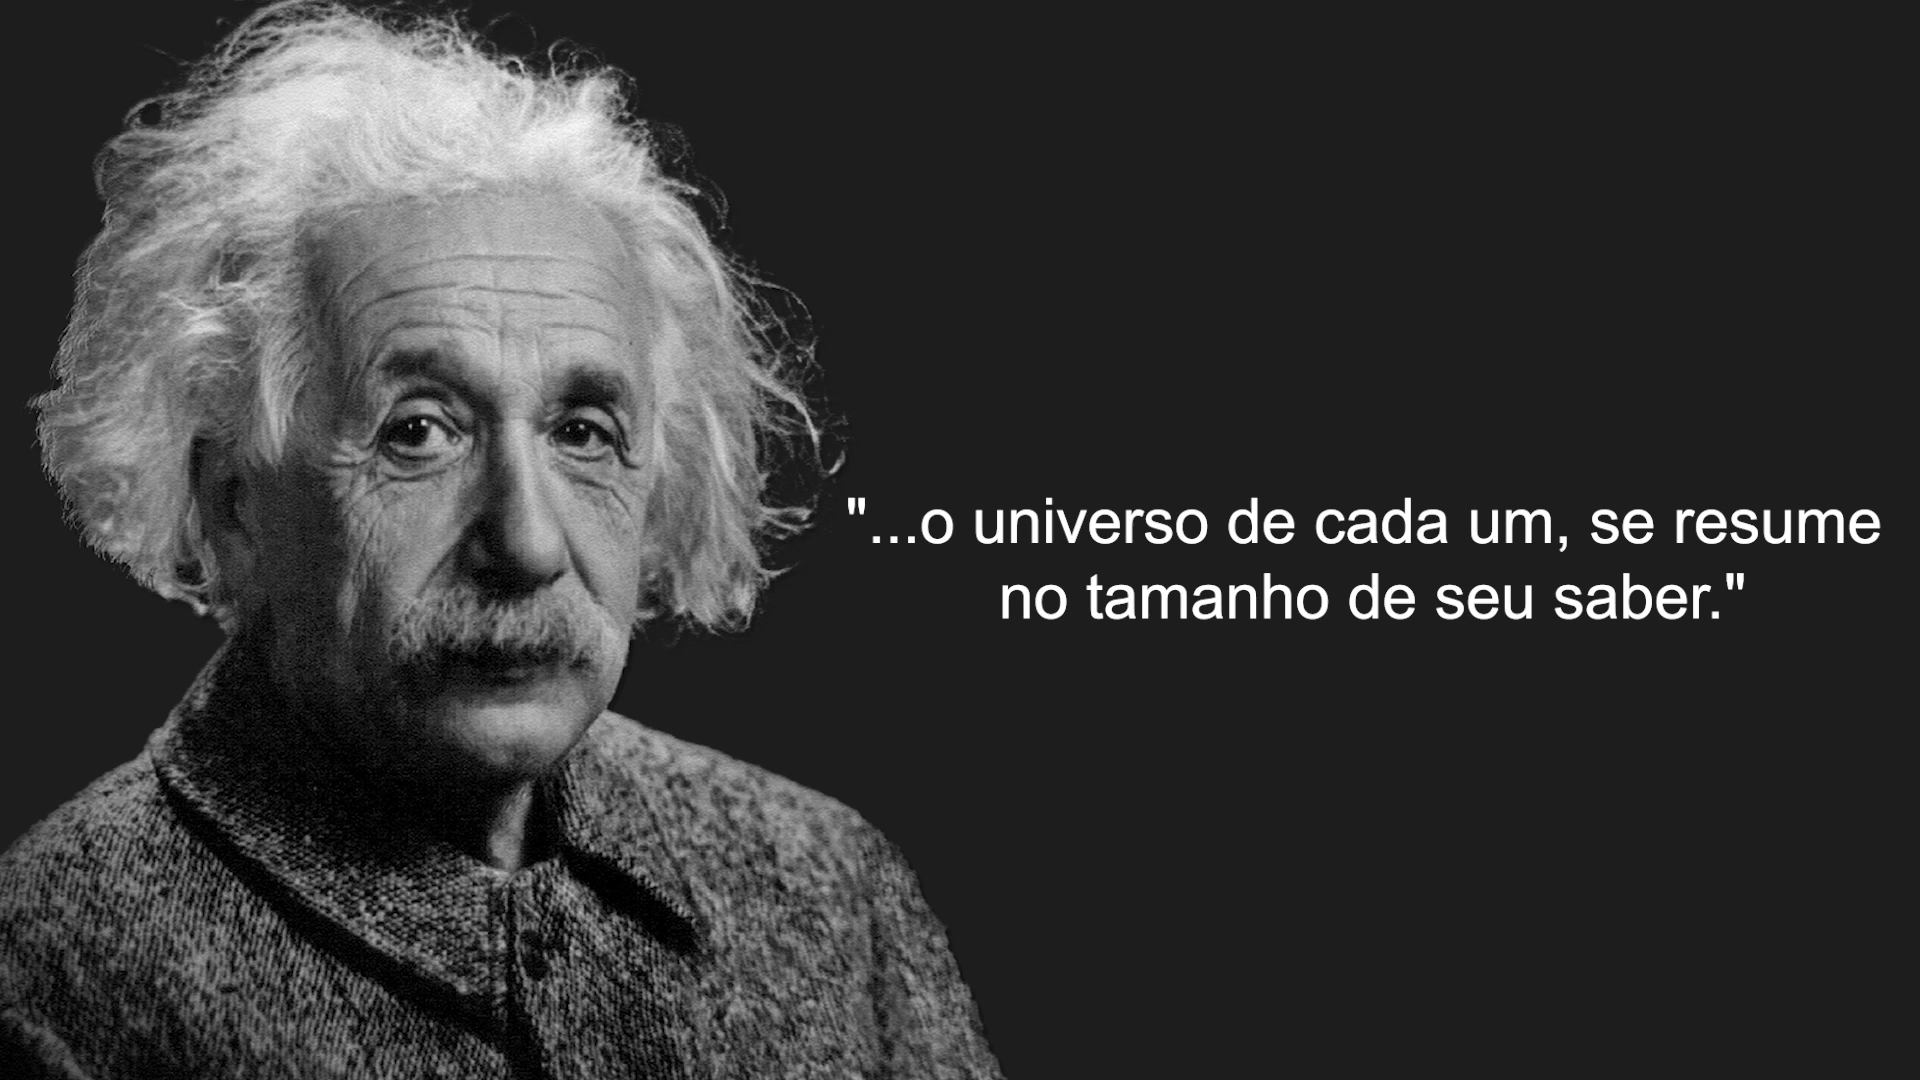 "...o universo de cada um, se resume
no tamanho de seu saber."